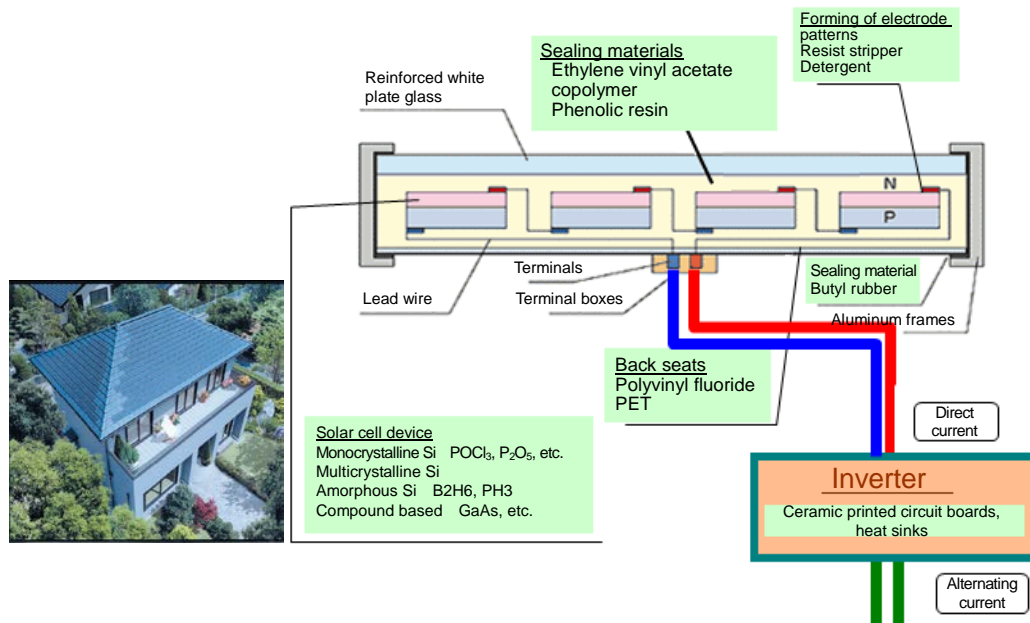 Forming of electrode
patterns
Resist stripper
Detergent
Sealing materials
Ethylene vinyl acetate
copolymer
Phenolic resin
Reinforced white
plate glass
N
P
Terminals
Lead wire
Terminal boxes
Sealing material
Butyl rubber
Aluminum frames
Back seats
Polyvinyl fluoride
PET
Solar cell device
Monocrystalline Si POCl₃, P₂O₅, etc.
Multicrystalline Si
Amorphous Si B2H6, PH3
Compound based GaAs, etc.
Direct
current
Inverter
Ceramic printed circuit boards,
heat sinks
Alternating
current